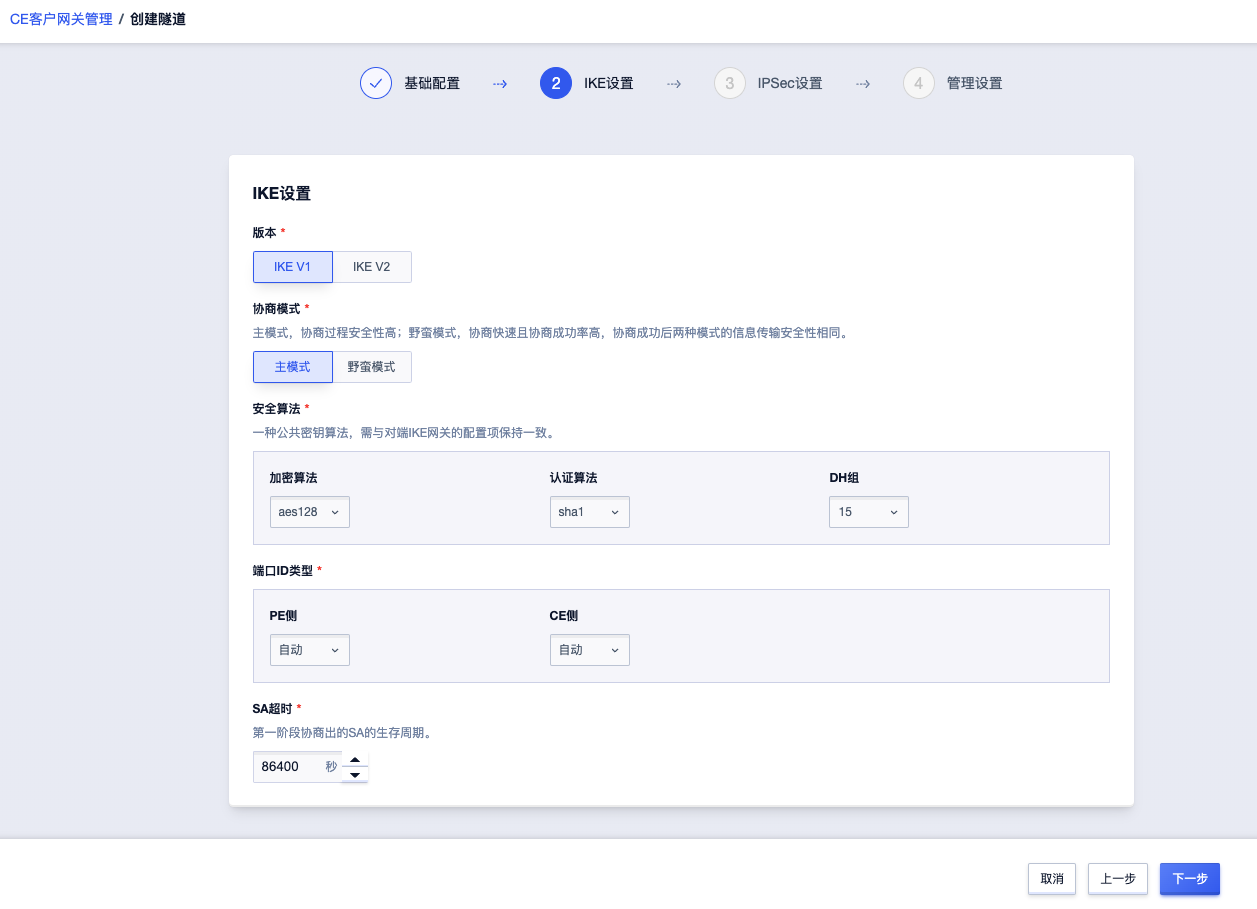 CE客户网关管理 / 创建隧道
基础配置 2 IKE设置 3 IPSec设置 4 管理设置
IKE设置
版本 *
IKE V1 IKE V2
协商模式 *
主模式，协商过程安全性高；野蛮模式，协商快速且协商成功率高，协商成功后两种模式的信息传输安全性相同。
主模式 野蛮模式
安全算法 *
一种公共密钥算法，需与对端IKE网关的配置项保持一致。
加密算法 认证算法 DH组
aes128 sha1 15
端口ID类型 *
PE侧 CE侧
自动 自动
SA超时 *
第一阶段协商出的SA的生存周期。
86400 秒
取消 上一步 下一步